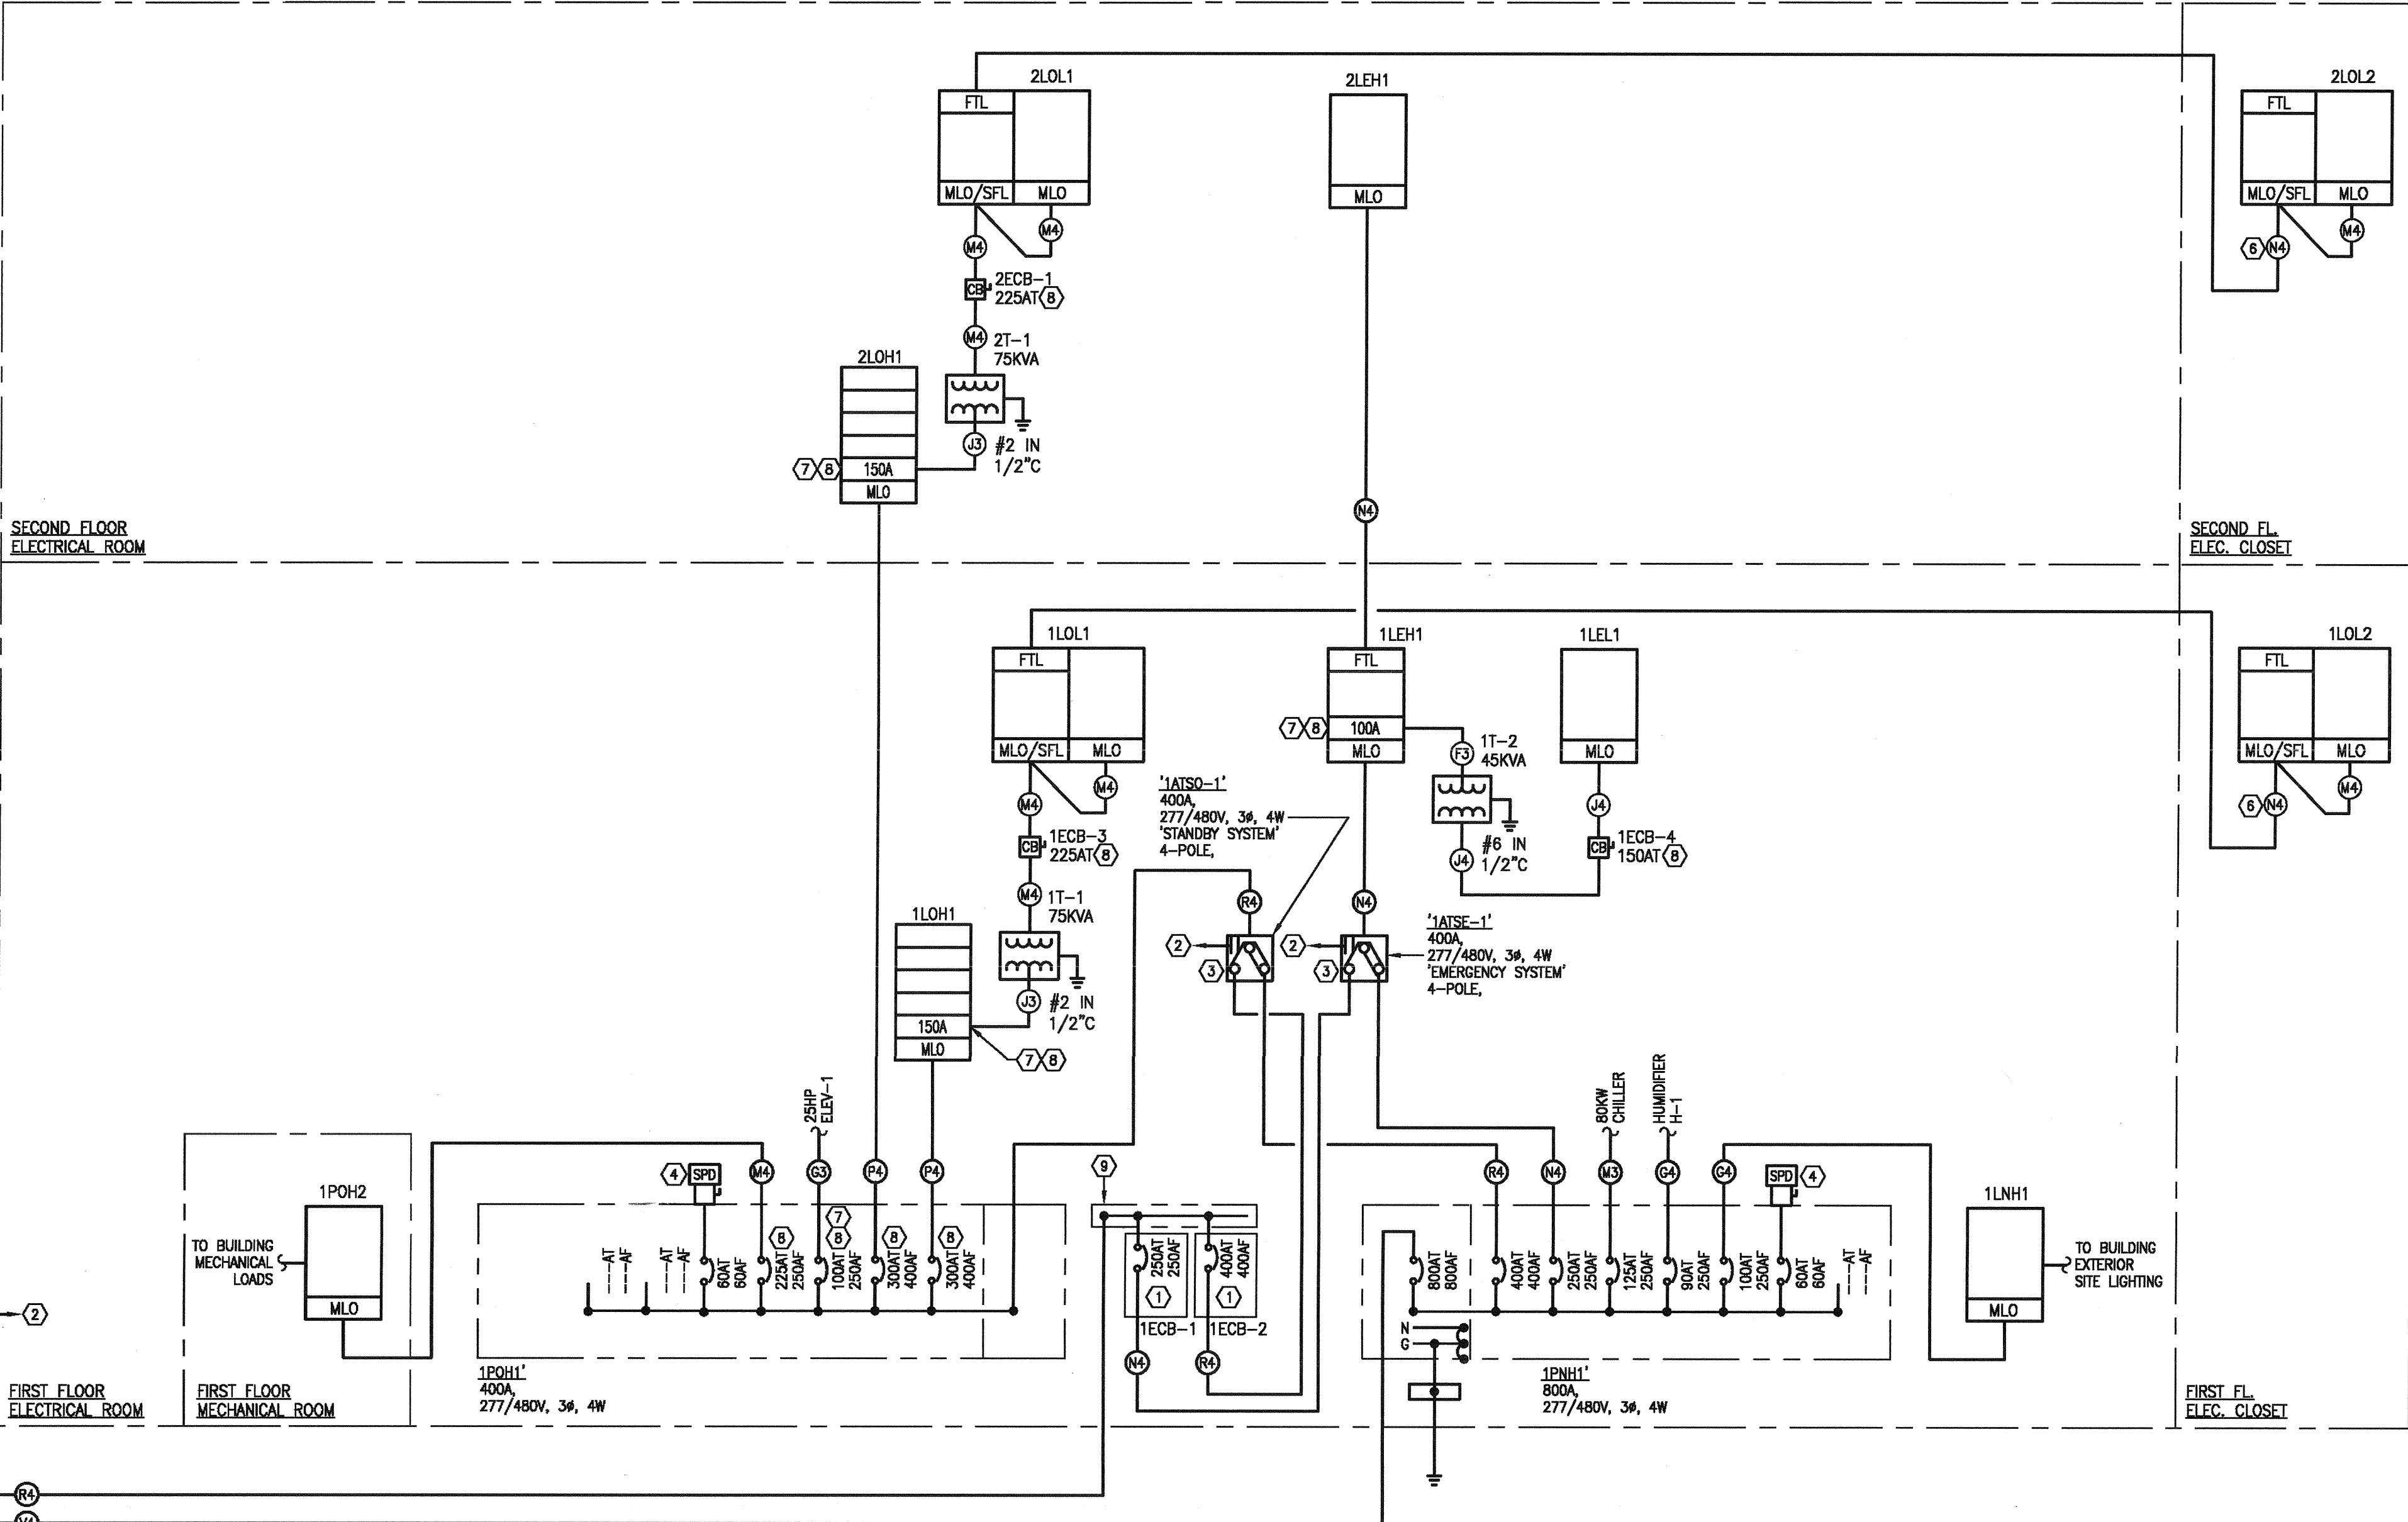 2LOL1
FTL
MLO/SFL
MLO
M4
M4
2ECB-1
CB
225AT
8
M4
2T-1
75KVA
J3
#2 IN
1/2"C
2LOH1
7
8
150A
MLO
2LEH1
MLO
N4
2LOL2
FTL
MLO/SFL
MLO
6
N4
M4
SECOND FLOOR
ELECTRICAL ROOM
SECOND FL.
ELEC. CLOSET
1LOL1
FTL
MLO/SFL
MLO
M4
M4
1ECB-3
CB
225AT
8
M4
1T-1
75KVA
J3
#2 IN
1/2"C
1LOH1
150A
MLO
7
8
1LEH1
FTL
7
8
100A
MLO
F3
1T-2
45KVA
#6 IN
J4
1/2"C
1LEL1
MLO
J4
1ECB-4
CB
150AT
8
1LOL2
FTL
MLO/SFL
MLO
6
N4
M4
'1ATSO-1'
400A,
277/480V, 3ø, 4W
'STANDBY SYSTEM'
4-POLE,
R4
2
3
N4
2
3
'1ATSE-1'
400A,
277/480V, 3ø, 4W
'EMERGENCY SYSTEM'
4-POLE,
1POH2
TO BUILDING
MECHANICAL
LOADS
MLO
2
FIRST FLOOR
ELECTRICAL ROOM
FIRST FLOOR
MECHANICAL ROOM
25HP
ELEV-1
4
SPD
M4
G3
P4
P4
---AT
---AF
---AT
---AF
60AT
60AF
8
225AT
250AF
7
8
100AT
250AF
8
300AT
400AF
8
300AT
400AF
1POH1'
400A,
277/480V, 3ø, 4W
9
250AT
250AF
400AT
400AF
1
1
1ECB-1
1ECB-2
N4
R4
80KW
CHILLER
HUMIDIFIER
H-1
R4
N4
M3
G4
G4
SPD
4
800AT
800AF
400AT
400AF
250AT
250AF
125AT
250AF
90AT
250AF
100AT
250AF
60AT
60AF
---AT
---AF
N
G
1PNH1'
800A,
277/480V, 3ø, 4W
1LNH1
MLO
TO BUILDING
EXTERIOR
SITE LIGHTING
FIRST FL.
ELEC. CLOSET
R4